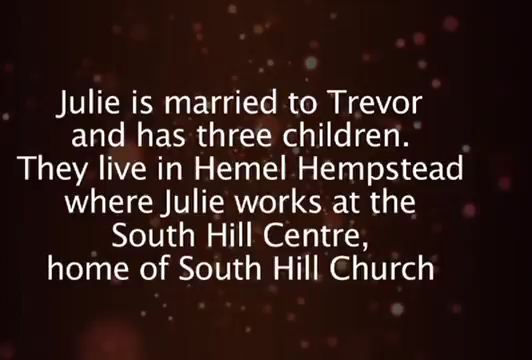 Julie is married to Trevor
and has three children.
They live in Hemel Hempstead
where Julie works at the
South Hill Centre,
home of South Hill Church